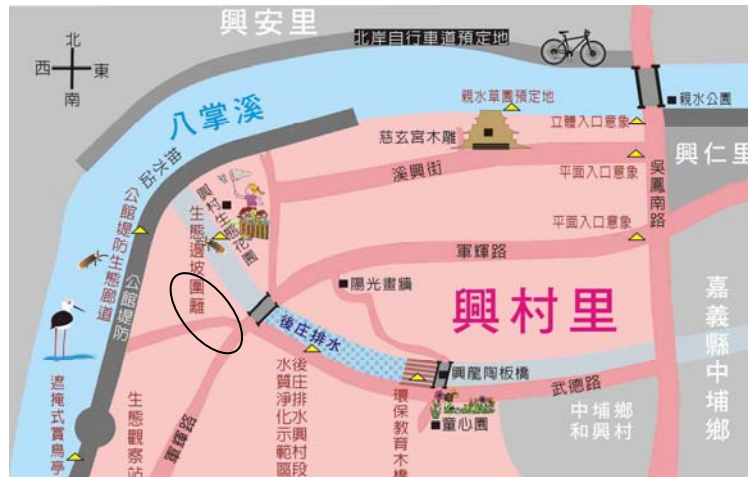 興安里
北岸自行車道預定地
北
西
東
南
八掌溪
親水草園預定地
立體入口意象
親水公園
慈玄宮木雕
興仁里
抽水站
溪興街
平面入口意象
吳鳳南路
興村生態花園
平面入口意象
公館堤防生態廊道
生態邊坡圍籬
軍輝路
公館堤防
陽光畫牆
興村里
嘉義縣中埔鄉
後庄排水
興龍陶板橋
武德路
遮掩式賞鳥亭
生態觀察站
軍輝路
後庄排水興村段
水質淨化示範區
環保教育木橋
童心園
中埔鄉
和興村